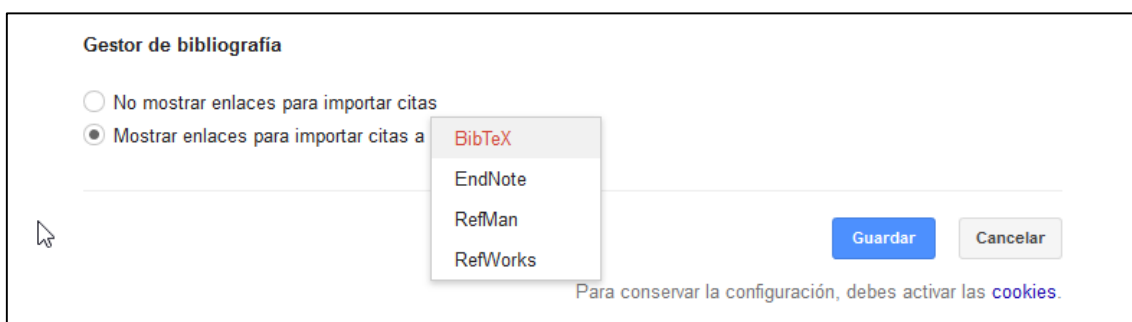 Gestor de bibliografía
No mostrar enlaces para importar citas
Mostrar enlaces para importar citas a
BibTeX
EndNote
RefMan
RefWorks
Guardar
Cancelar
Para conservar la configuración, debes activar las cookies.